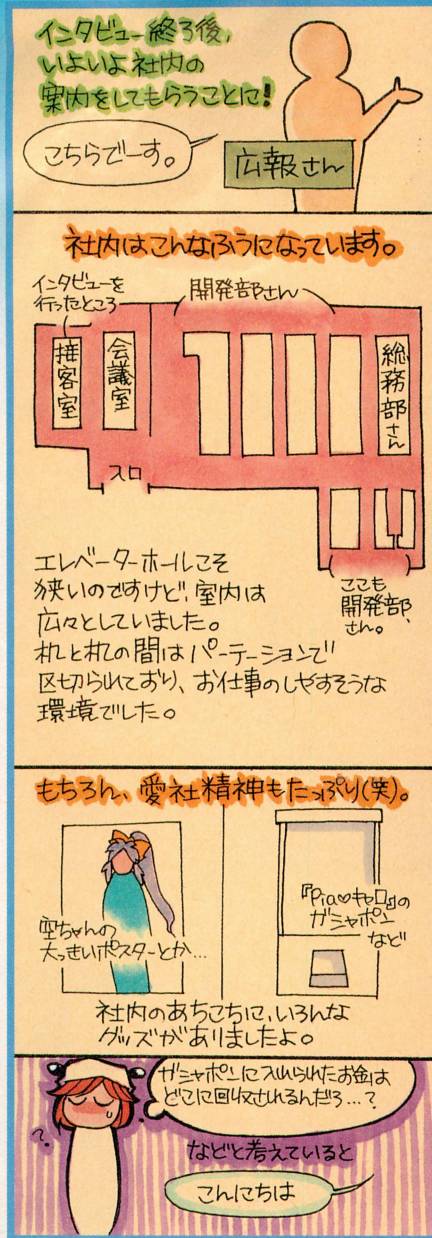 インタビュー終了後、
いよいよ社内の
案内をしてもらうことに!
こちらでーす。
広報さん
社内はこんなふうになっています。
インタビューを
行ったところ
開発部さん
接客室
会議室
総務部さん
入口
ここも
開発部
さん。
エレベーターホールこそ
狭いのですけど、室内は
広々としていました。
机と机の間はパーテーションで
区切られており、お仕事のしやすそうな
環境でした。
もちろん、愛社精神もたっぷり(笑)。
空ちゃんの
大っきいポスターとか…
『Pia♡キャロ』の
ガシャポン
など
社内のあちこちに、いろんな
グッズがありましたよ。
ガシャポンに入れられたお金は
どこに回収されるんだろ…?
?
などと考えていると
こんにちは